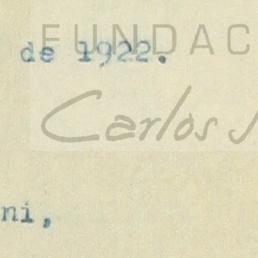 FUNDAC
de 1922.
Carlos
ni,